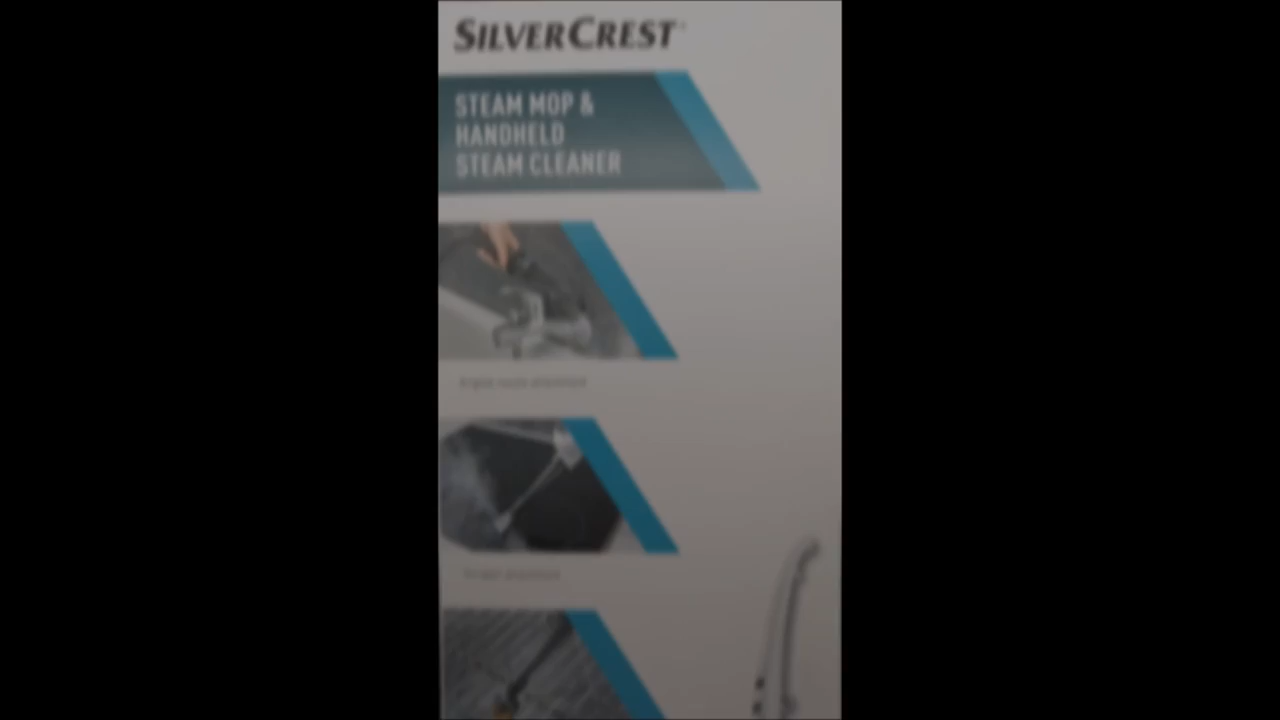 SILVERCREST
STEAM MOP &
HANDHELD
STEAM CLEANER